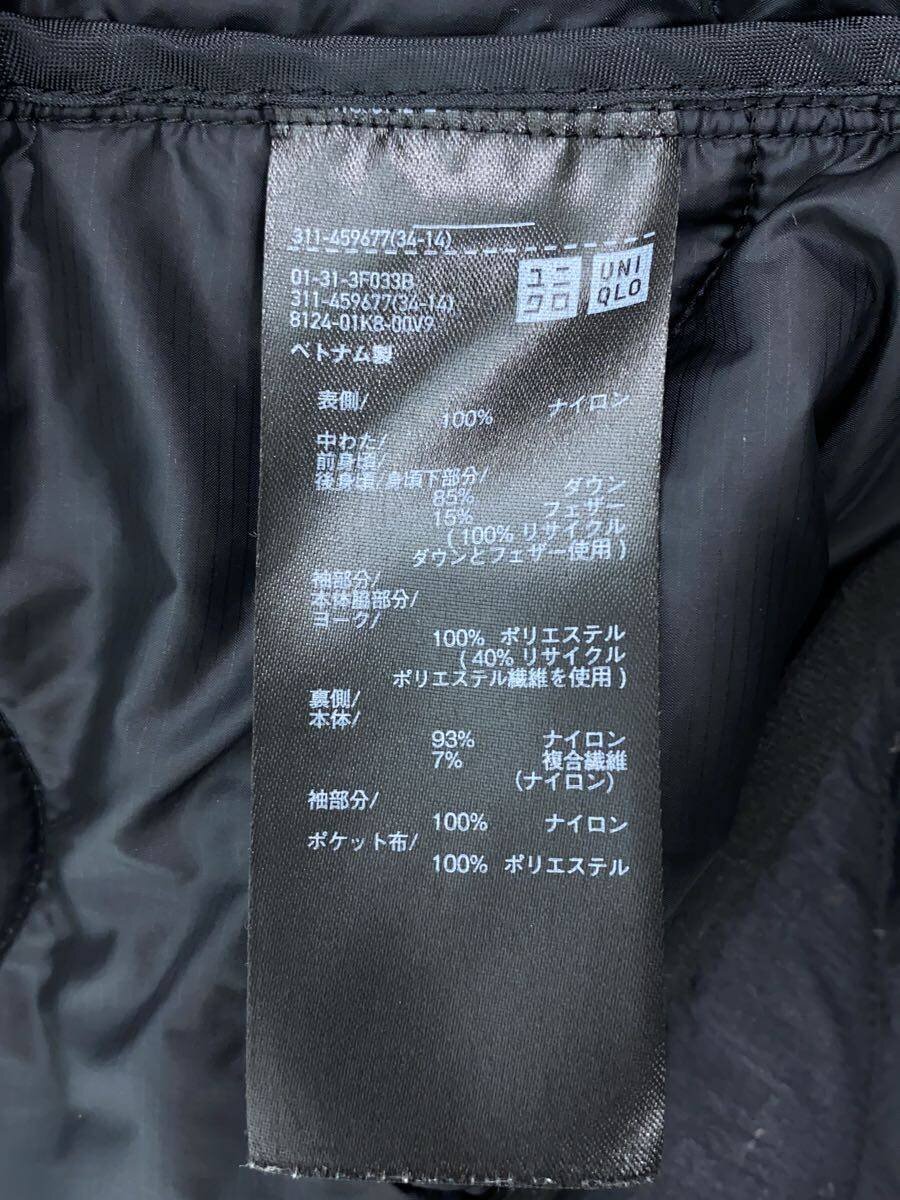 311-459677(34-14)
ユニ
クロ
UNI
QLO
01-31-3F033B
311-459677(34-14)
8124-01K8-00V9
ベトナム製
表側/
100% ナイロン
中わた/
前身頃/
後身頃/身頃下部分/
85% ダウン
15% フェザー
(100% リサイクル
ダウンとフェザー使用)
袖部分/
本体脇部分/
ヨーク/
100% ポリエステル
(40% リサイクル
ポリエステル繊維を使用)
裏側/
本体/
93% ナイロン
7% 複合繊維
(ナイロン)
袖部分/
100% ナイロン
ポケット布/
100% ポリエステル